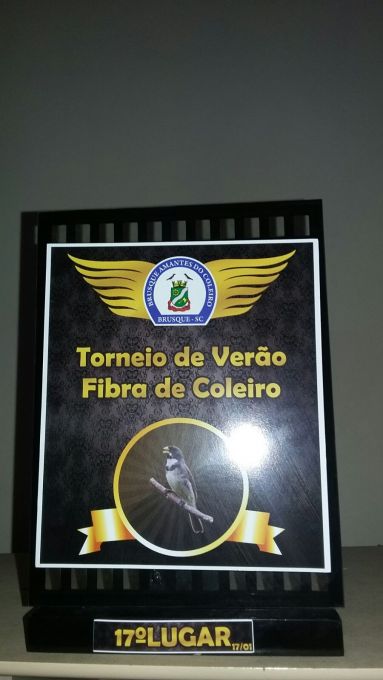 BRUSQUE AMANTES DO COLEIRO
BRUSQUE - SC
Torneio de Verão
Fibra de Coleiro
17ºLUGAR
17/01